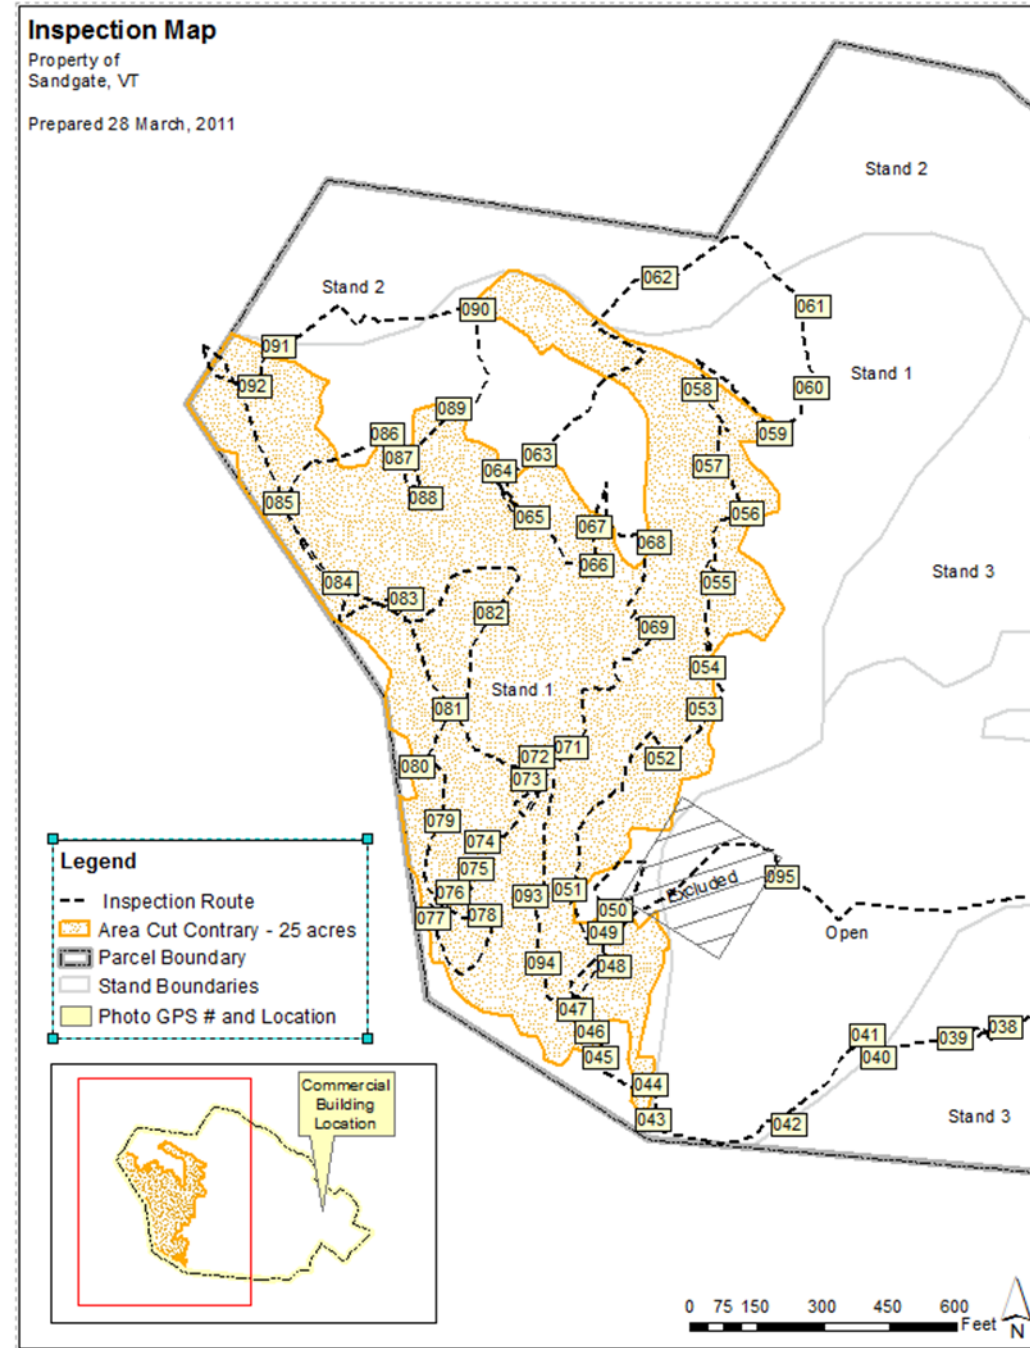 Inspection Map
Property of
Sandgate, VT
Prepared 28 March, 2011
Stand 2
062
Stand 2
061
090
091
Stand 1
092
058
060
089
086
059
087
063
064
057
088
085
065
056
067
068
066
084
055
Stand 3
083
082
069
054
Stand 1
081
053
071
072
052
080
073
079
074
075
Excluded
095
076
093
051
077
078
050
Open
049
094
048
047
038
046
041
039
045
040
044
043
042
Stand 3
Legend
Inspection Route
Area Cut Contrary - 25 acres
Parcel Boundary
Stand Boundaries
Photo GPS # and Location
Commercial
Building
Location
0 75 150 300 450 600
Feet
N